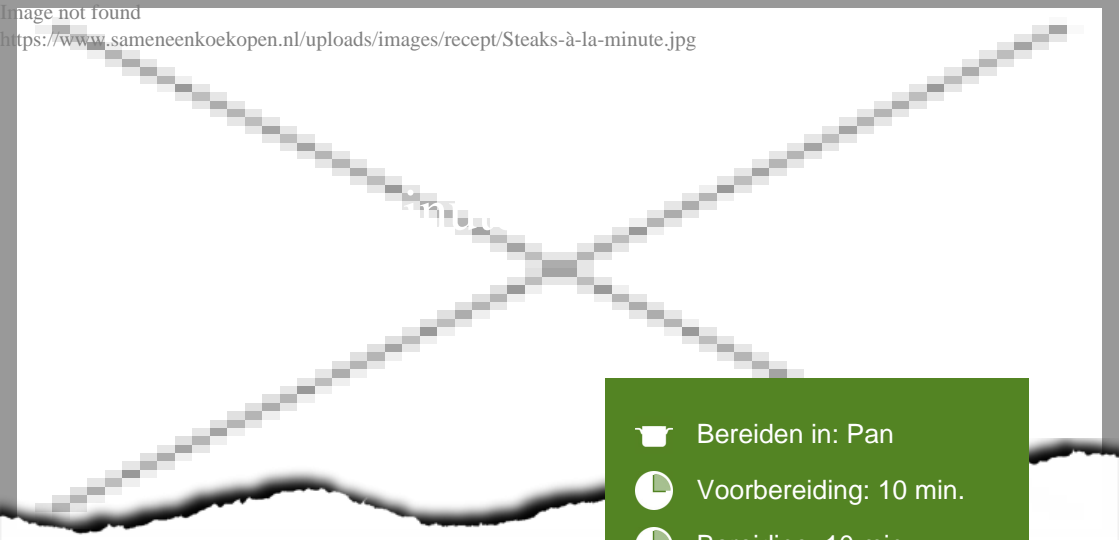 Image not found
https://www.sameneenkoekopen.nl/uploads/images/recept/Steaks-à-la-minute.jpg
Bereiden in: Pan
Voorbereiding: 10 min.